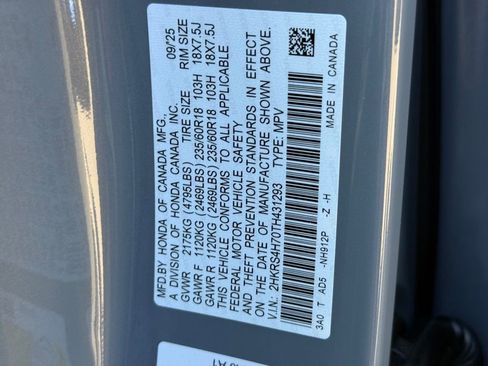 MFD.BY HONDA OF CANADA MFG., 09/25
A DIVISION OF HONDA CANADA INC.
GVWR 2175KG (4795LBS) TIRE SIZE RIM SIZE
GAWR F 1120KG (2469LBS) 235/60R18 103H 18X7.5J
GAWR R 1120KG (2469LBS) 235/60R18 103H 18X7.5J
THIS VEHICLE CONFORMS TO ALL APPLICABLE
FEDERAL MOTOR VEHICLE SAFETY
AND THEFT PREVENTION STANDARDS IN EFFECT
ON THE DATE OF MANUFACTURE SHOWN ABOVE.
V.I.N.: 2HKRS4H70TH431293 TYPE: MPV
3A0 T AD5 -NH912P -Z -H
MADE IN CANADA